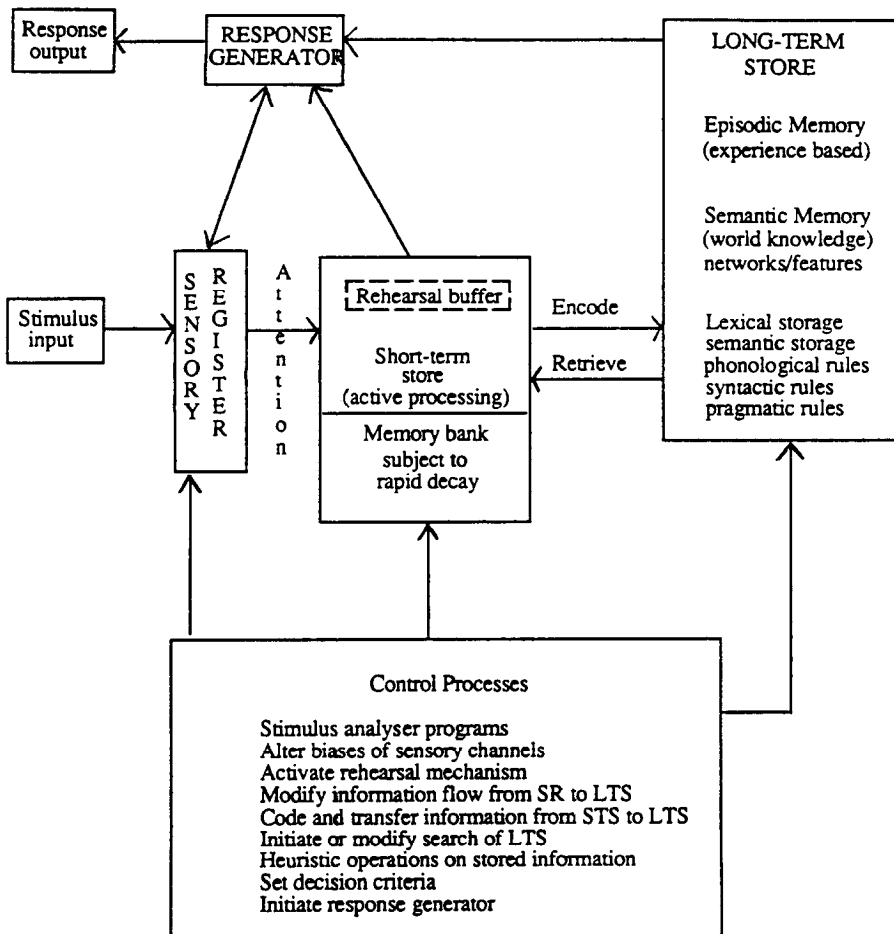 Response
output
RESPONSE
GENERATOR
LONG-TERM
STORE
Episodic Memory
(experience based)
Semantic Memory
(world knowledge)
networks/features
Lexical storage
semantic storage
phonological rules
syntactic rules
pragmatic rules
Stimulus
input
SENSORY
REGISTER
Attention
Rehearsal buffer
Short-term
store
(active processing)
Memory bank
subject to
rapid decay
Encode
Retrieve
Control Processes
Stimulus analyser programs
Alter biases of sensory channels
Activate rehearsal mechanism
Modify information flow from SR to LTS
Code and transfer information from STS to LTS
Initiate or modify search of LTS
Heuristic operations on stored information
Set decision criteria
Initiate response generator